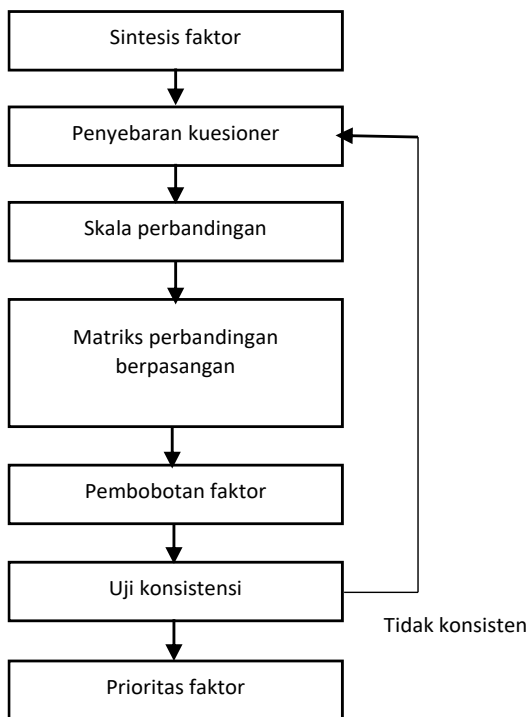 Sintesis faktor
Penyebaran kuesioner
Skala perbandingan
Matriks perbandingan
berpasangan
Pembobotan faktor
Uji konsistensi
Tidak konsisten
Prioritas faktor